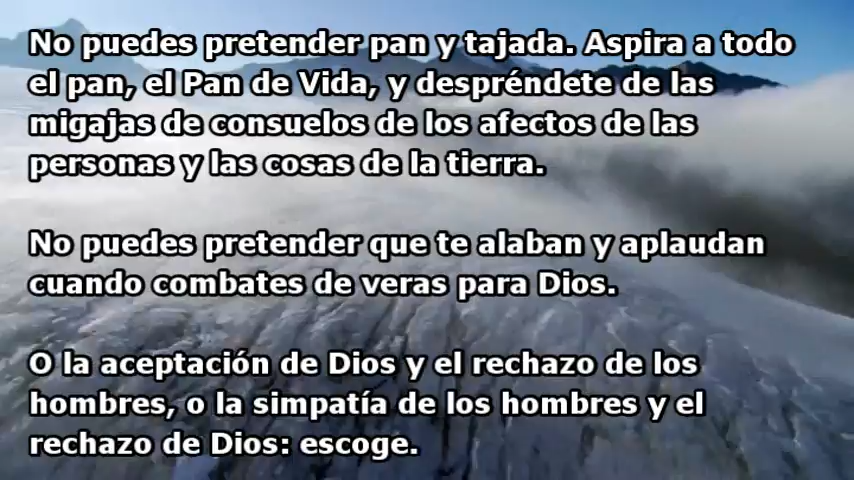 No puedes pretender pan y tajada. Aspira a todo
el pan, el Pan de Vida, y despréndete de las
migajas de consuelos de los afectos de las
personas y las cosas de la tierra.
No puedes pretender que te alaban y aplaudan
cuando combates de veras para Dios.
O la aceptación de Dios y el rechazo de los
hombres, o la simpatía de los hombres y el
rechazo de Dios: escoge.